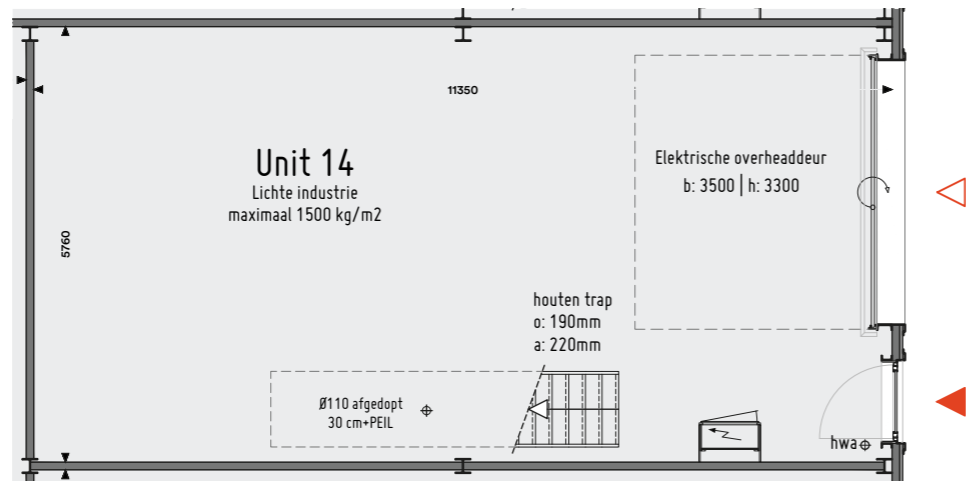 11350
Unit 14
Lichte industrie
maximaal 1500 kg/m2
Elektrische overheaddeur
b: 3500 | h: 3300
5760
houten trap
o: 190mm
a: 220mm
Ø110 afgedopt
30 cm+PEIL
hwa